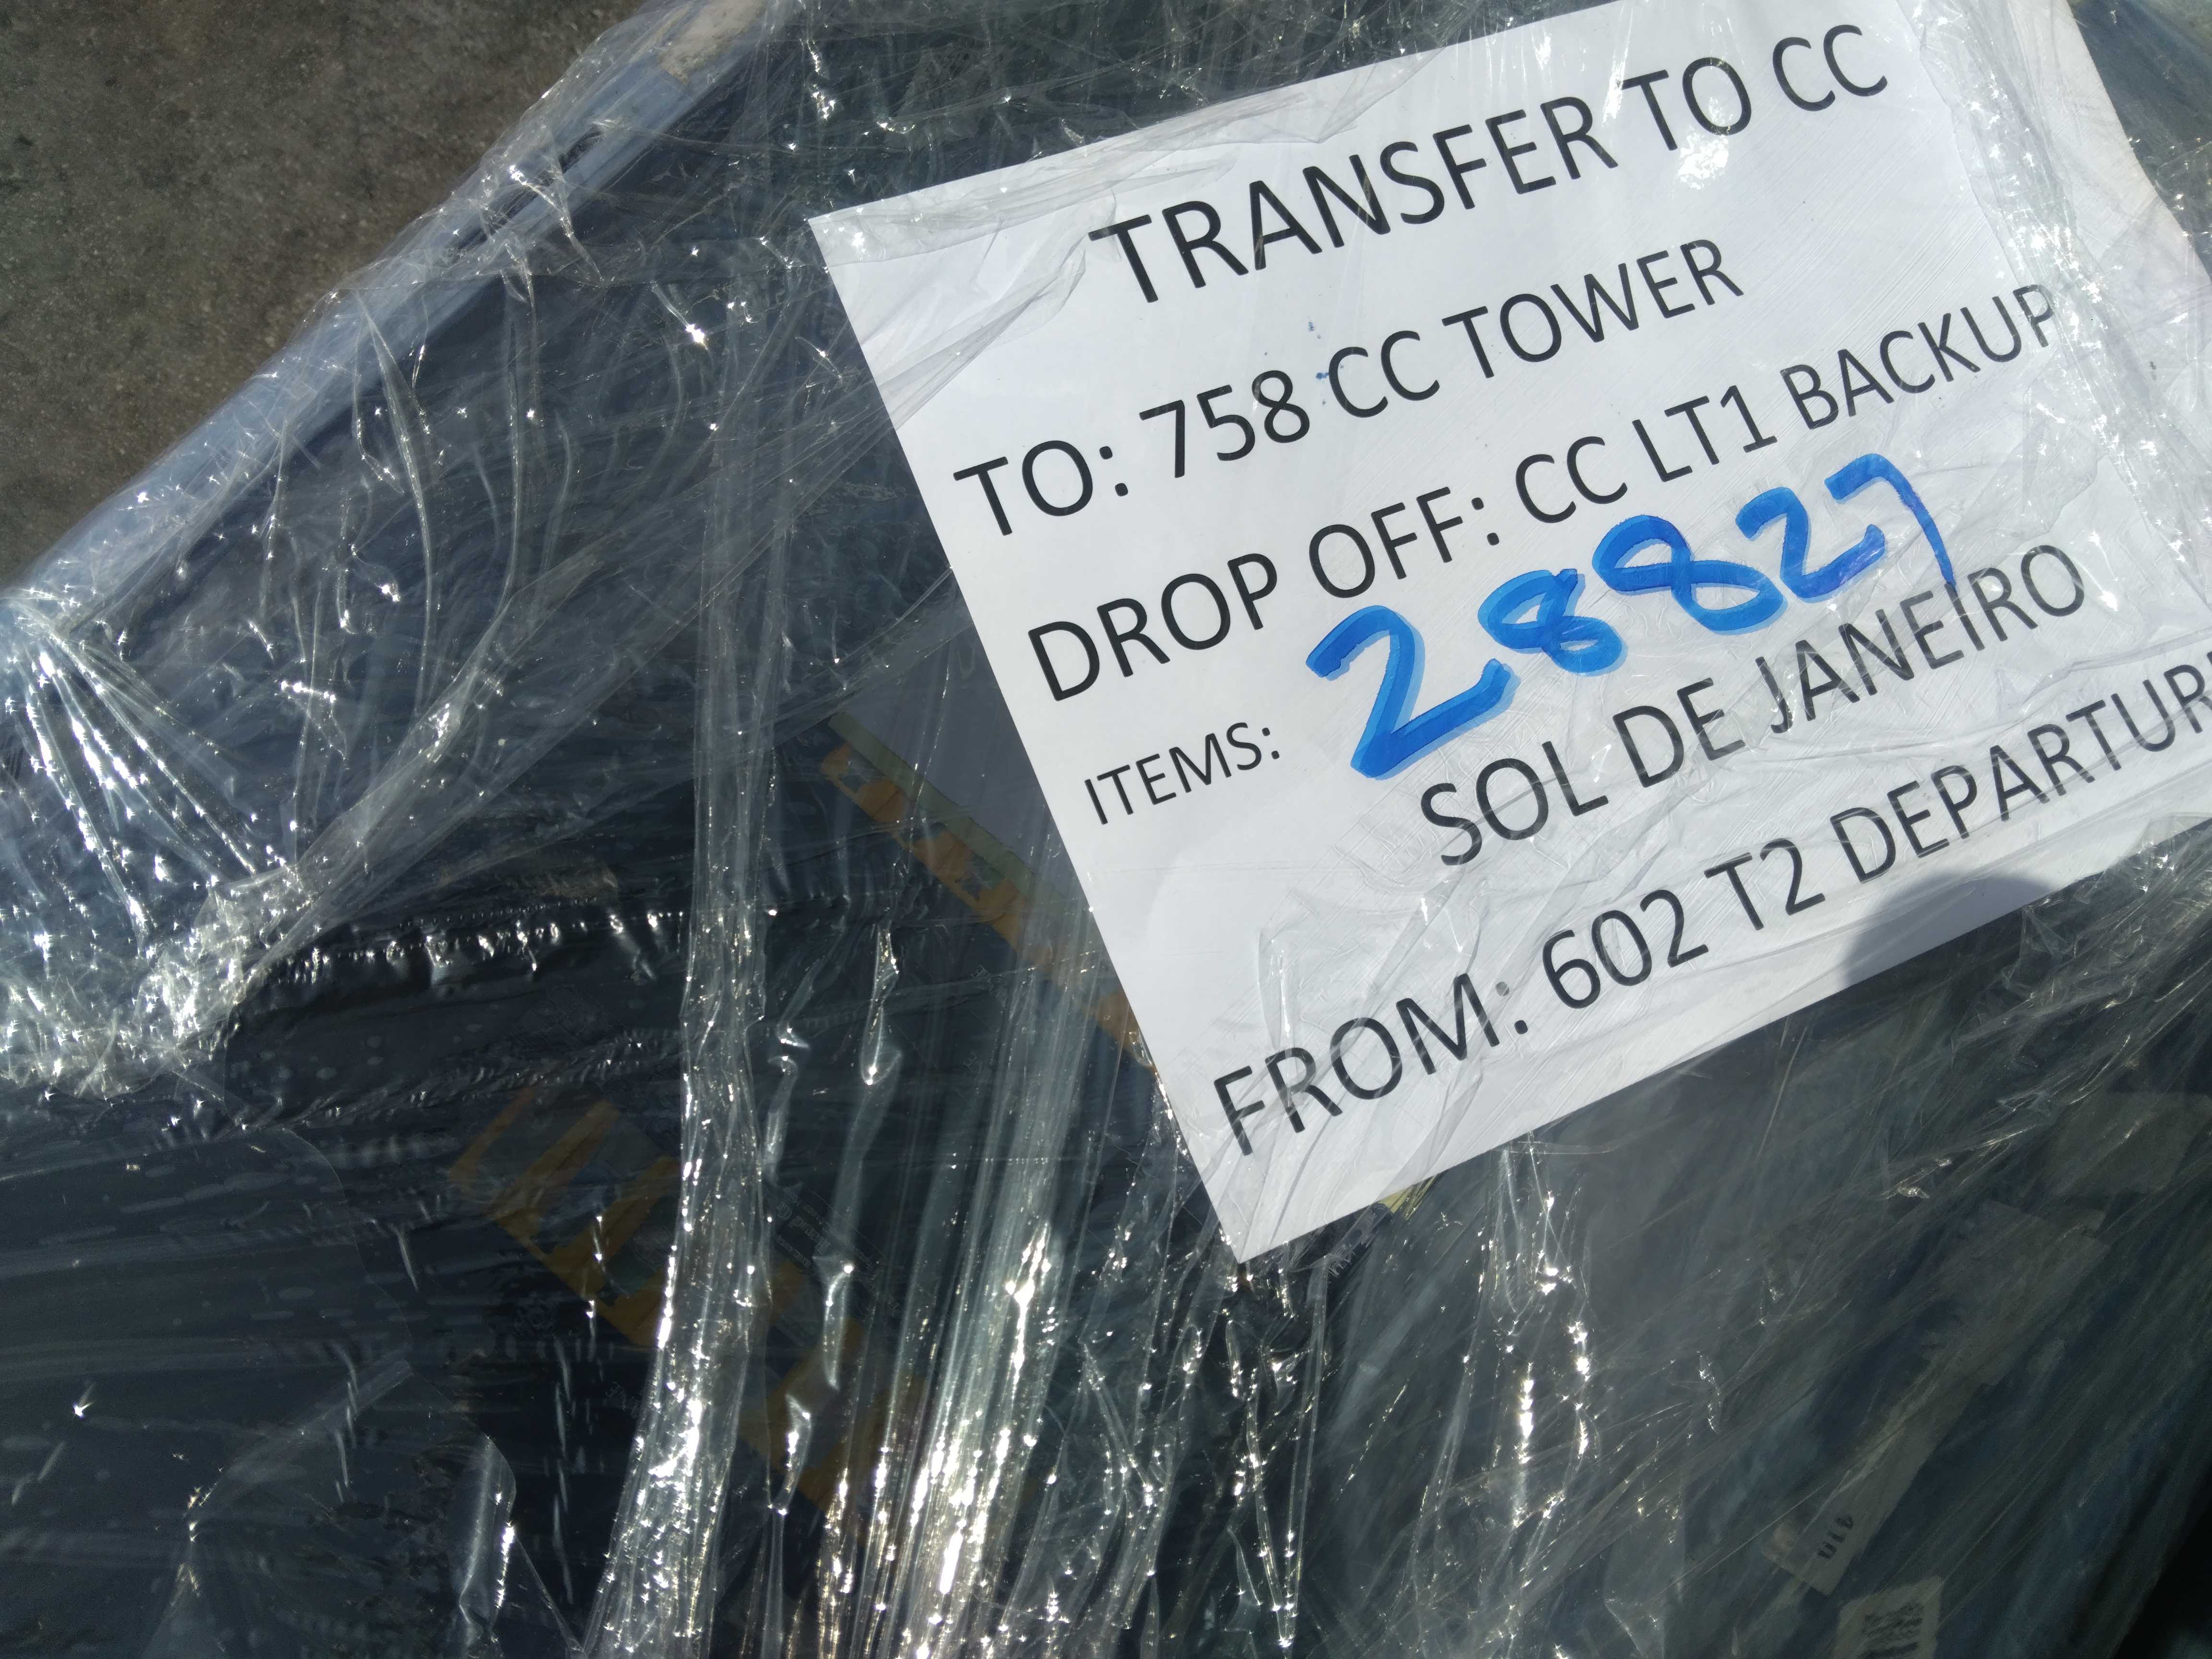 TRANSFER TO CC
TO: 758 CC TOWER
DROP OFF: CC LT1 BACKUP
28827
ITEMS:
SOL DE JANEIRO
FROM: 602 T2 DEPARTUR